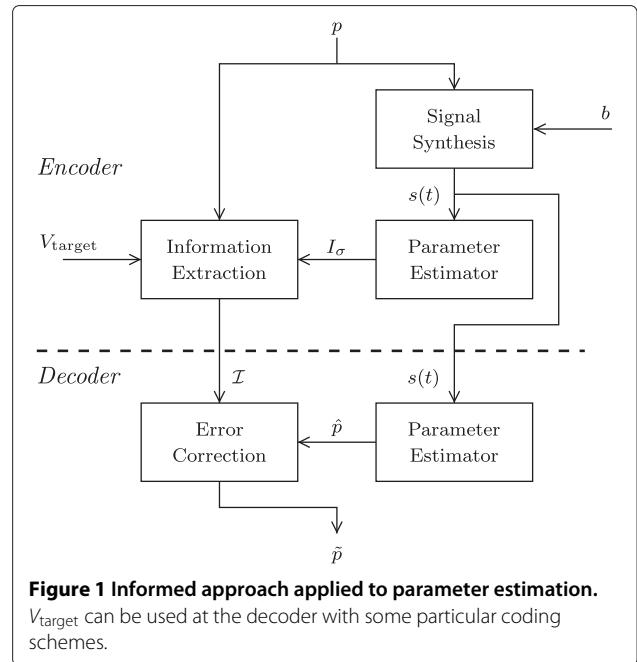 p
Signal
Synthesis
b
Encoder
s(t)
V_target
Information
Extraction
I_σ
Parameter
Estimator
Decoder
ℐ
s(t)
Error
Correction
p̂
Parameter
Estimator
p̃
Figure 1 Informed approach applied to parameter estimation.
V_target can be used at the decoder with some particular coding
schemes.